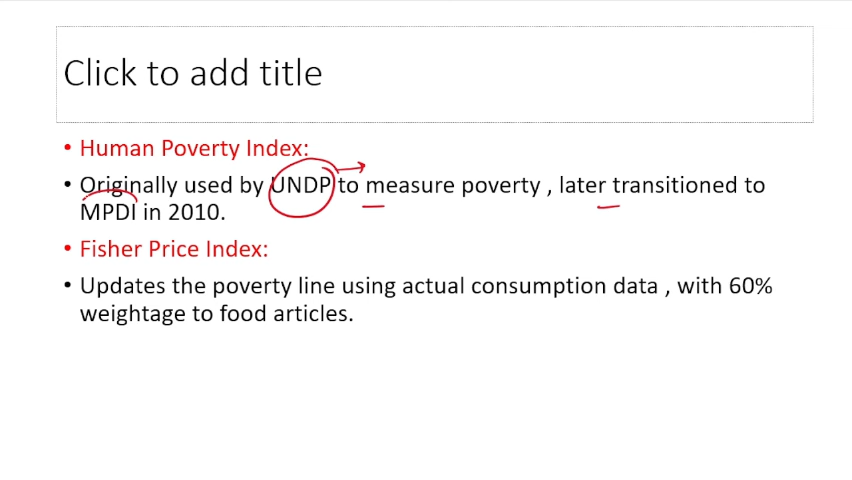 Click to add title
• Human Poverty Index:
• Originally used by UNDP to measure poverty , later transitioned to
MPDI in 2010.
• Fisher Price Index:
• Updates the poverty line using actual consumption data , with 60%
weightage to food articles.